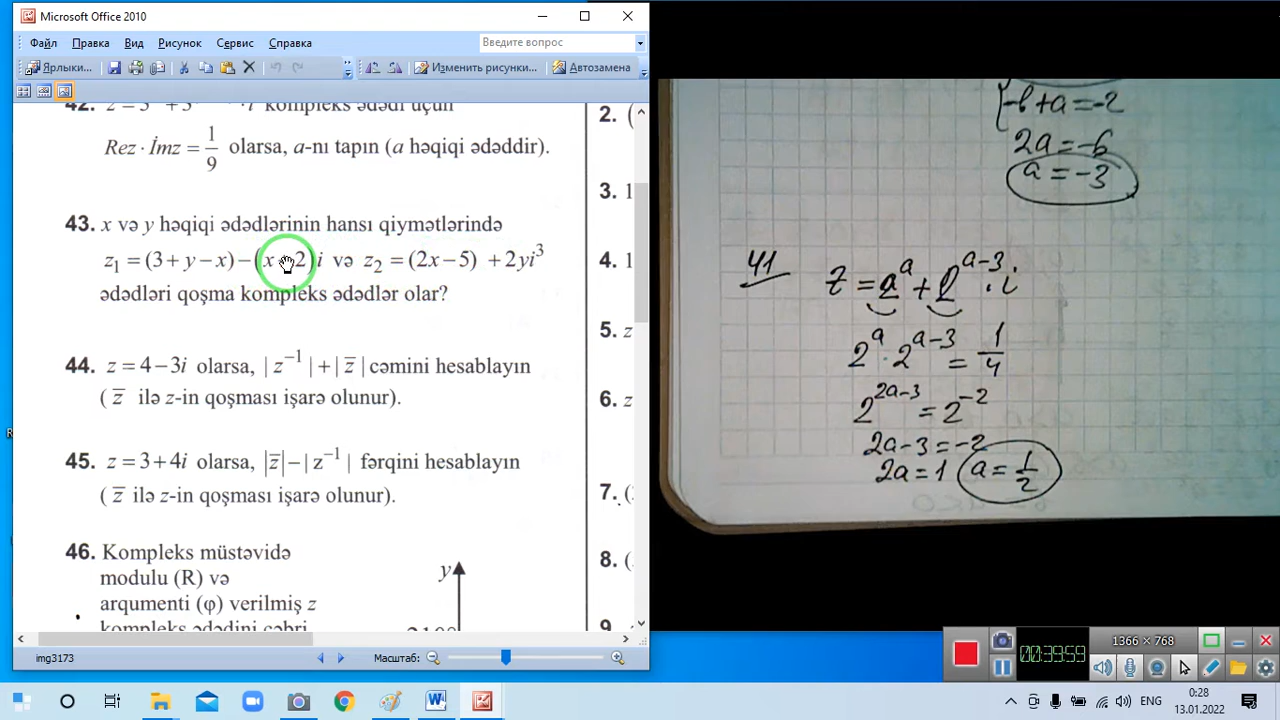 Microsoft Office 2010
Файл Правка Вид Рисунок Сервис Справка
Введите вопрос
Ярлыки...
Изменить рисунки...
Автозамена
Rez · İmz = 1/9 olarsa, a-nı tapın (a həqiqi ədəddir).
43. x və y həqiqi ədədlərinin hansı qiymətlərində
z₁ = (3 + y − x) − (x 2)i və z₂ = (2x − 5) + 2yi³
ədədləri qoşma kompleks ədədlər olar?
44. z = 4 − 3i olarsa, | z⁻¹ | + | z̅ | cəmini hesablayın
( z̅ ilə z-in qoşması işarə olunur).
45. z = 3 + 4i olarsa, |z̅| − | z⁻¹ | fərqini hesablayın
( z̅ ilə z-in qoşması işarə olunur).
46. Kompleks müstəvidə
modulu (R) və
arqumenti (φ) verilmiş z
y
2. (
3. 1
4. 1
5. z
6. z
7. (
8. (
9.
img3173
Масштаб:
−b + a = −2
2a = −6
a = −3
41
z = 2ᵃ + 2ᵃ⁻³ · i
2ᵃ · 2ᵃ⁻³ = 1/4
2²ᵃ⁻³ = 2⁻²
2a − 3 = −2
2a = 1 a = 1/2
1366 × 768
00:39:59
ENG
0:28
13.01.2022